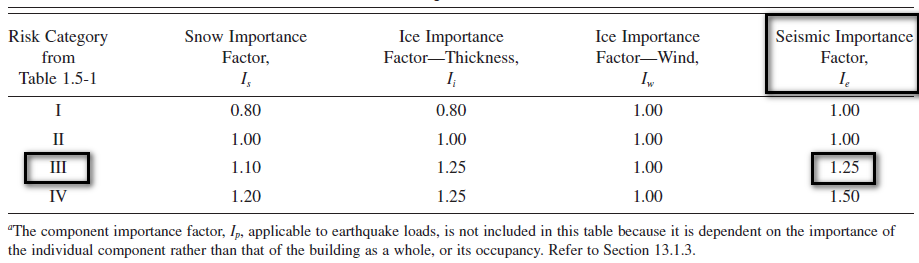 Risk Category from Table 1.5-1 Snow Importance Factor, Is Ice Importance Factor—Thickness, Ii Ice Importance Factor—Wind, Iw Seismic Importance Factor, Ie
I 0.80 0.80 1.00 1.00
II 1.00 1.00 1.00 1.00
III 1.10 1.25 1.00 1.25
IV 1.20 1.25 1.00 1.50
aThe component importance factor, Ip, applicable to earthquake loads, is not included in this table because it is dependent on the importance of
the individual component rather than that of the building as a whole, or its occupancy. Refer to Section 13.1.3.